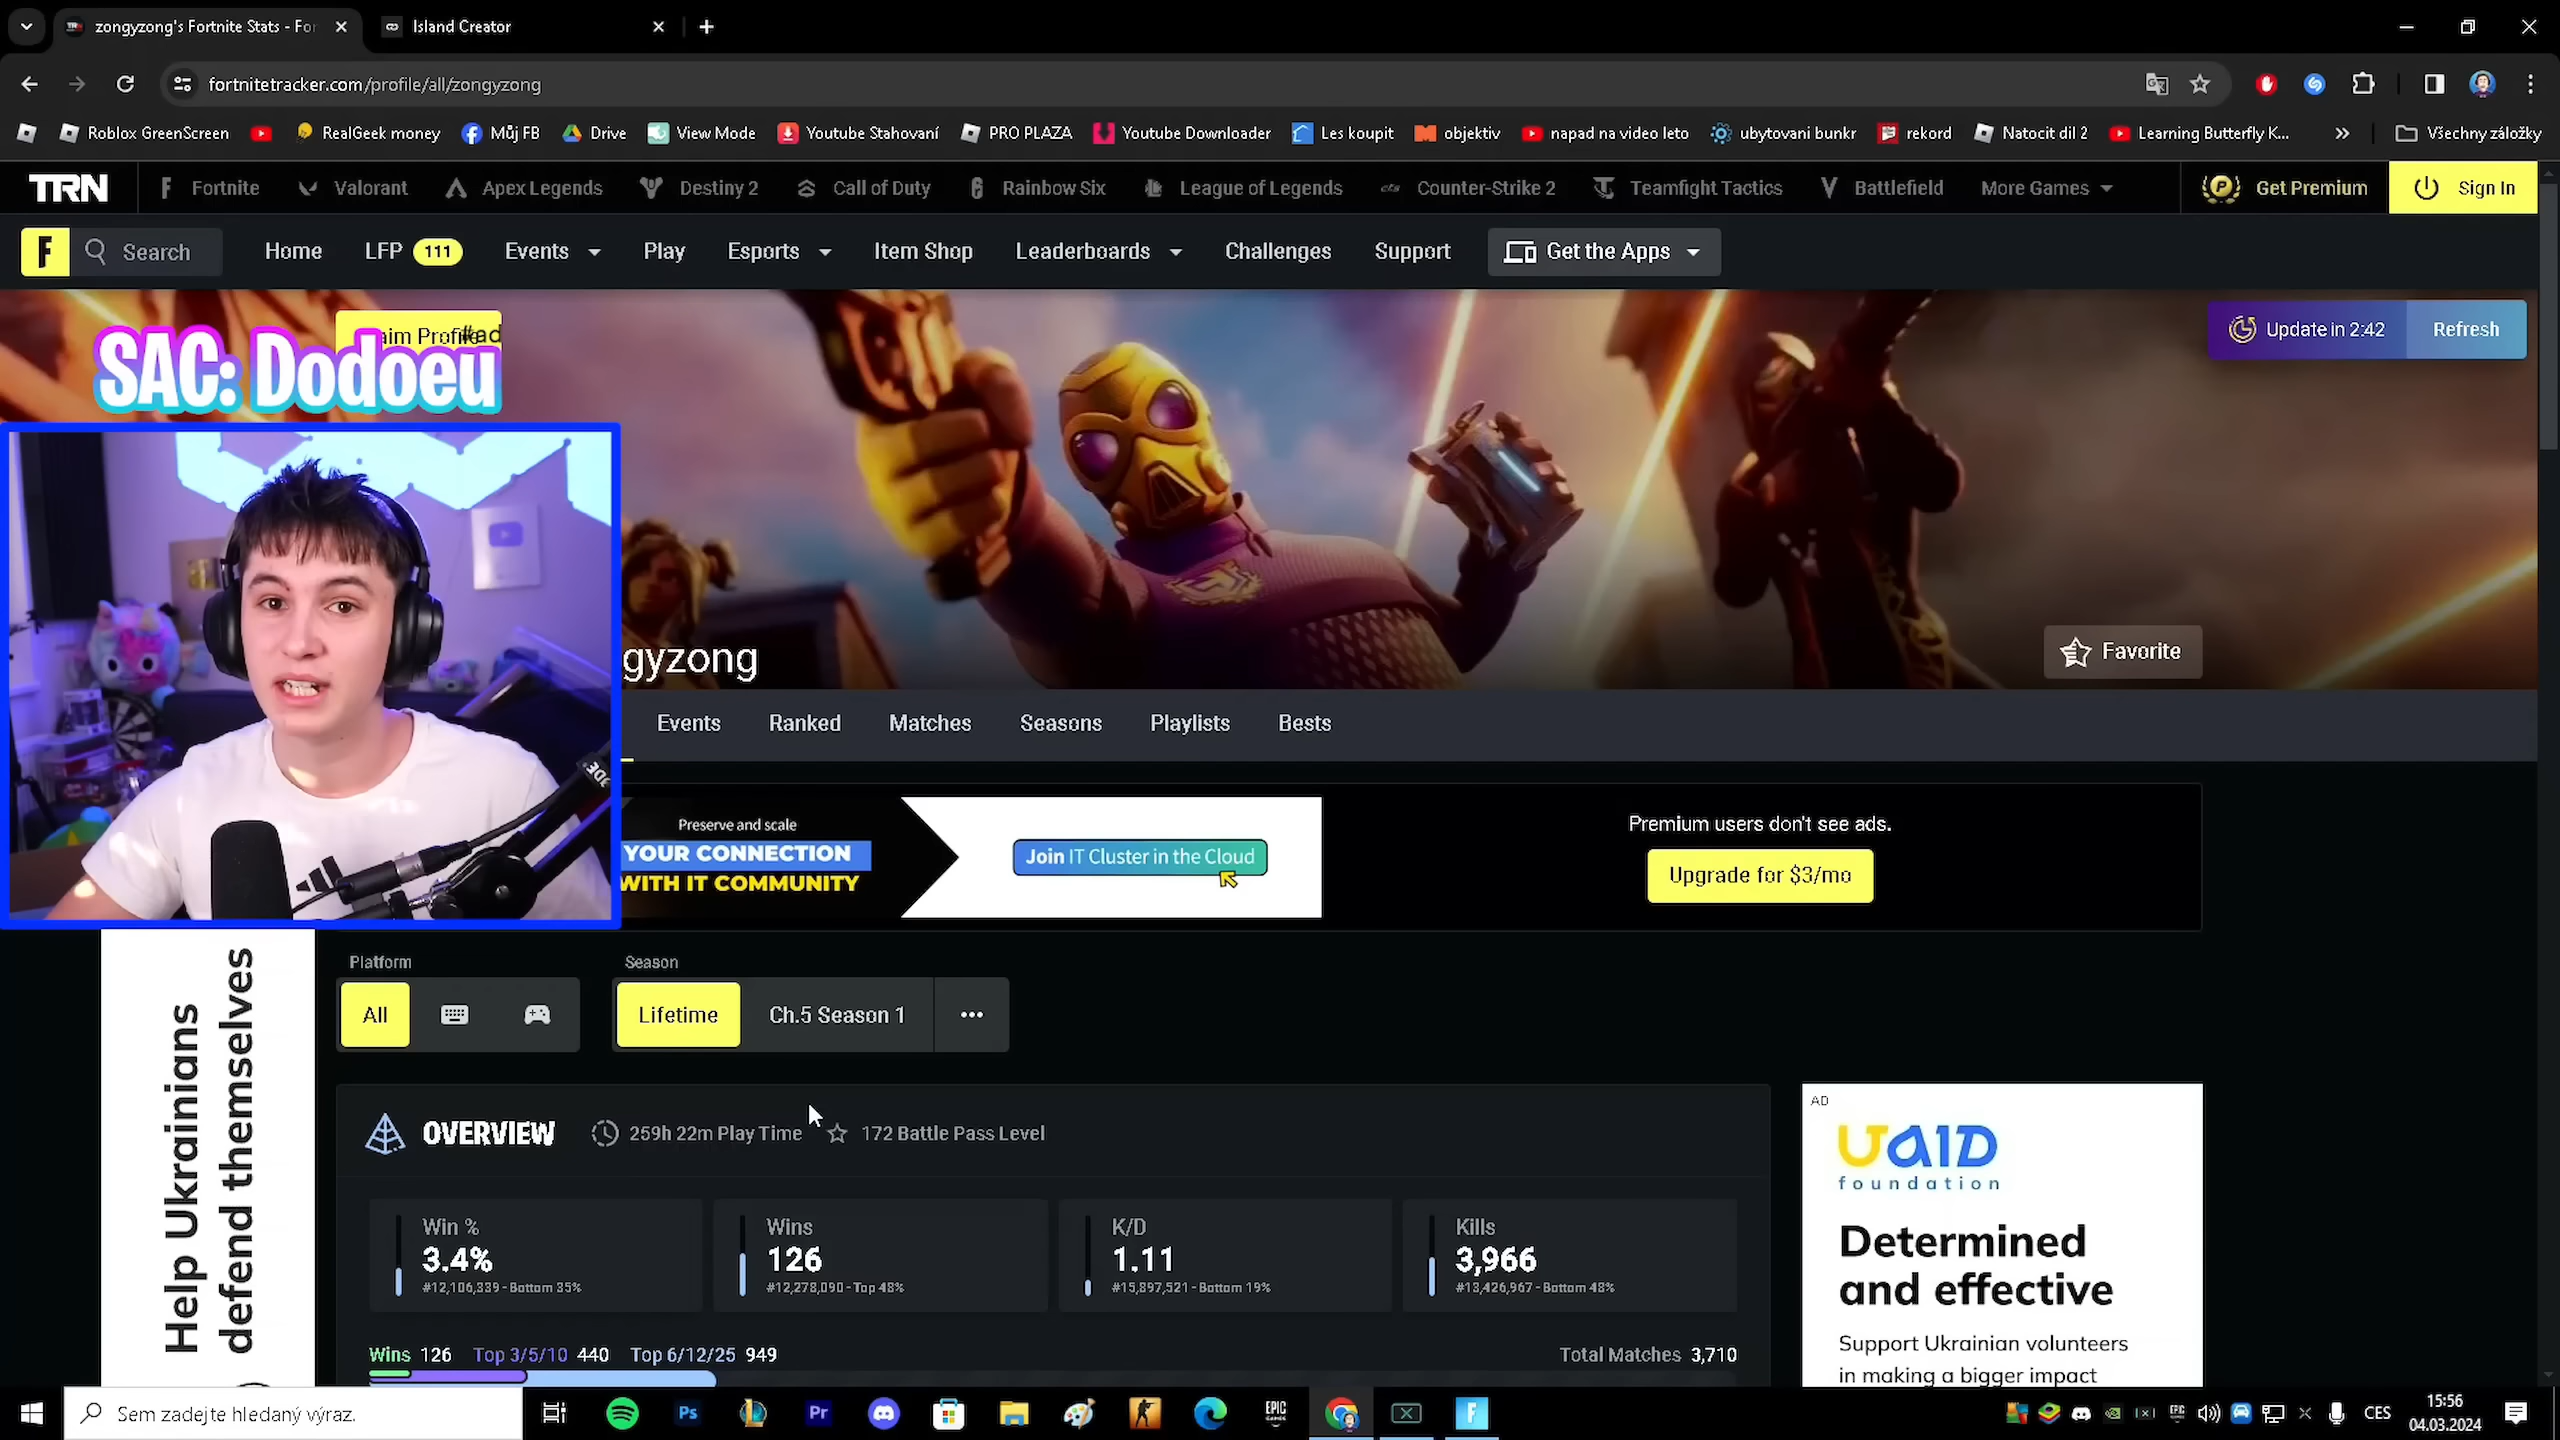 zongyzong's Fortnite Stats - For
Island Creator
fortnitetracker.com/profile/all/zongyzong
Roblox GreenScreen
RealGeek money
Můj FB
Drive
View Mode
Youtube Stahovaní
PRO PLAZA
Youtube Downloader
Les koupit
objektiv
napad na video leto
ubytovani bunkr
rekord
Natocit dil 2
Learning Butterfly K...
Všechny záložky
TRN
Fortnite
Valorant
Apex Legends
Destiny 2
Call of Duty
Rainbow Six
League of Legends
Counter-Strike 2
Teamfight Tactics
Battlefield
More Games
Get Premium
Sign In
F
Search
Home
LFP 111
Events
Play
Esports
Item Shop
Leaderboards
Challenges
Support
Get the Apps
aim Profile
#ad
SAC: Dodoeu
Update in 2:42
Refresh
gyzong
Favorite
Events
Ranked
Matches
Seasons
Playlists
Bests
Preserve and scale
YOUR CONNECTION
WITH IT COMMUNITY
Join IT Cluster in the Cloud
Premium users don't see ads.
Upgrade for $3/mo
Help Ukrainians
defend themselves
Platform
All
Season
Lifetime
Ch.5 Season 1
OVERVIEW
259h 22m Play Time
172 Battle Pass Level
Win %
3.4%
#12,106,339 - Bottom 35%
Wins
126
#12,278,090 - Top 48%
K/D
1.11
#15,897,521 - Bottom 19%
Kills
3,966
#13,426,967 - Bottom 48%
Wins 126 Top 3/5/10 440 Top 6/12/25 949
Total Matches 3,710
AD
UAID
foundation
Determined
and effective
Support Ukrainian volunteers
in making a bigger impact
Sem zadejte hledaný výraz.
Ps
Pr
EPIC
GAMES
F
CES
15:56
04.03.2024